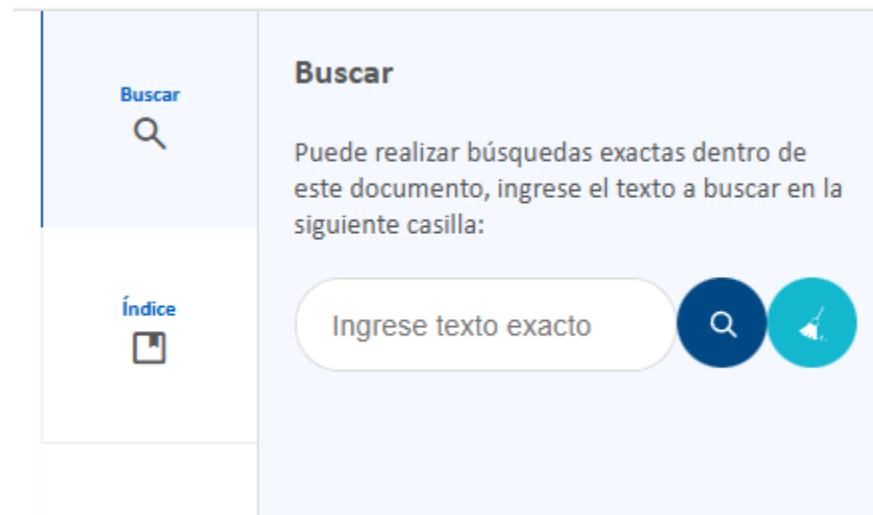 Buscar
Índice
Buscar
Puede realizar búsquedas exactas dentro de
este documento, ingrese el texto a buscar en la
siguiente casilla:
Ingrese texto exacto